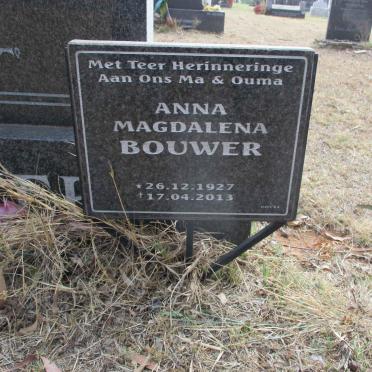 Met Teer Herinneringe
Aan Ons Ma & Ouma
ANNA
MAGDALENA
BOUWER
*26.12.1927
†17.04.2013